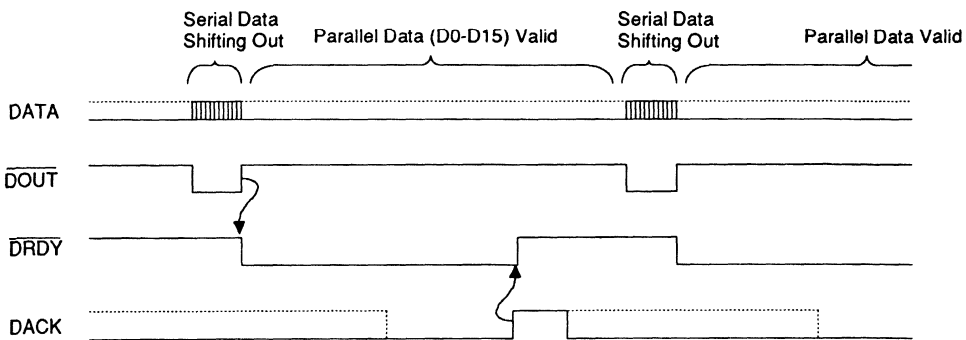 Serial Data
Shifting Out
Parallel Data (D0-D15) Valid
Serial Data
Shifting Out
Parallel Data Valid
DATA
DOUT
DRDY
DACK